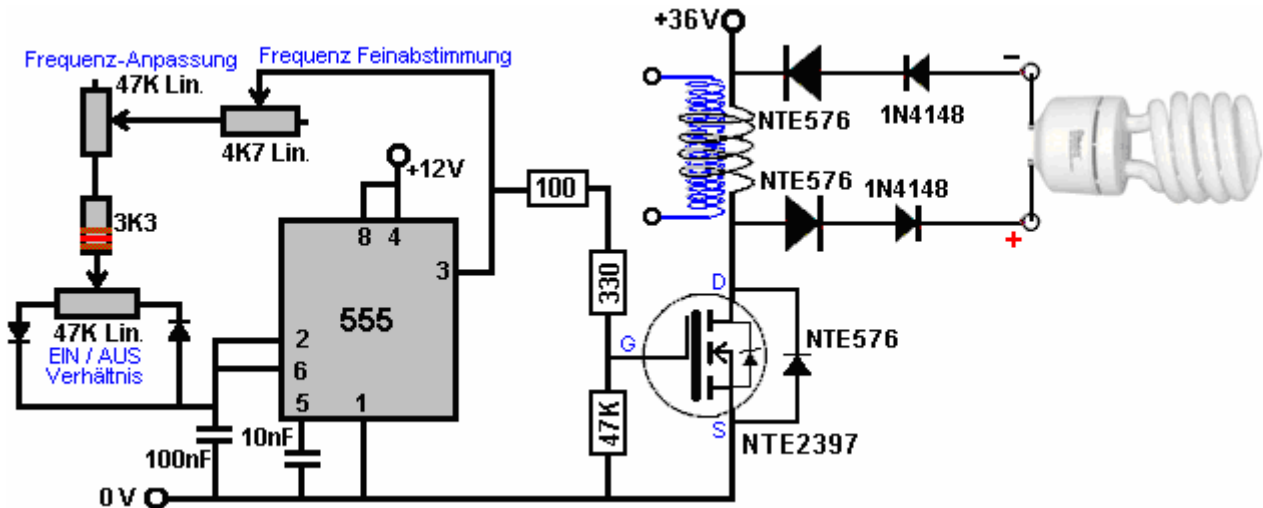 +36V
Frequenz-Anpassung
Frequenz Feinabstimmung
47K Lin.
4K7 Lin.
+12V
100
NTE576
1N4148
-
NTE576
1N4148
+
3K3
8 4
3
330
555
47K Lin.
EIN / AUS
Verhältnis
2
6
5 1
D
G
S
NTE576
NTE2397
47K
100nF
10nF
0 V